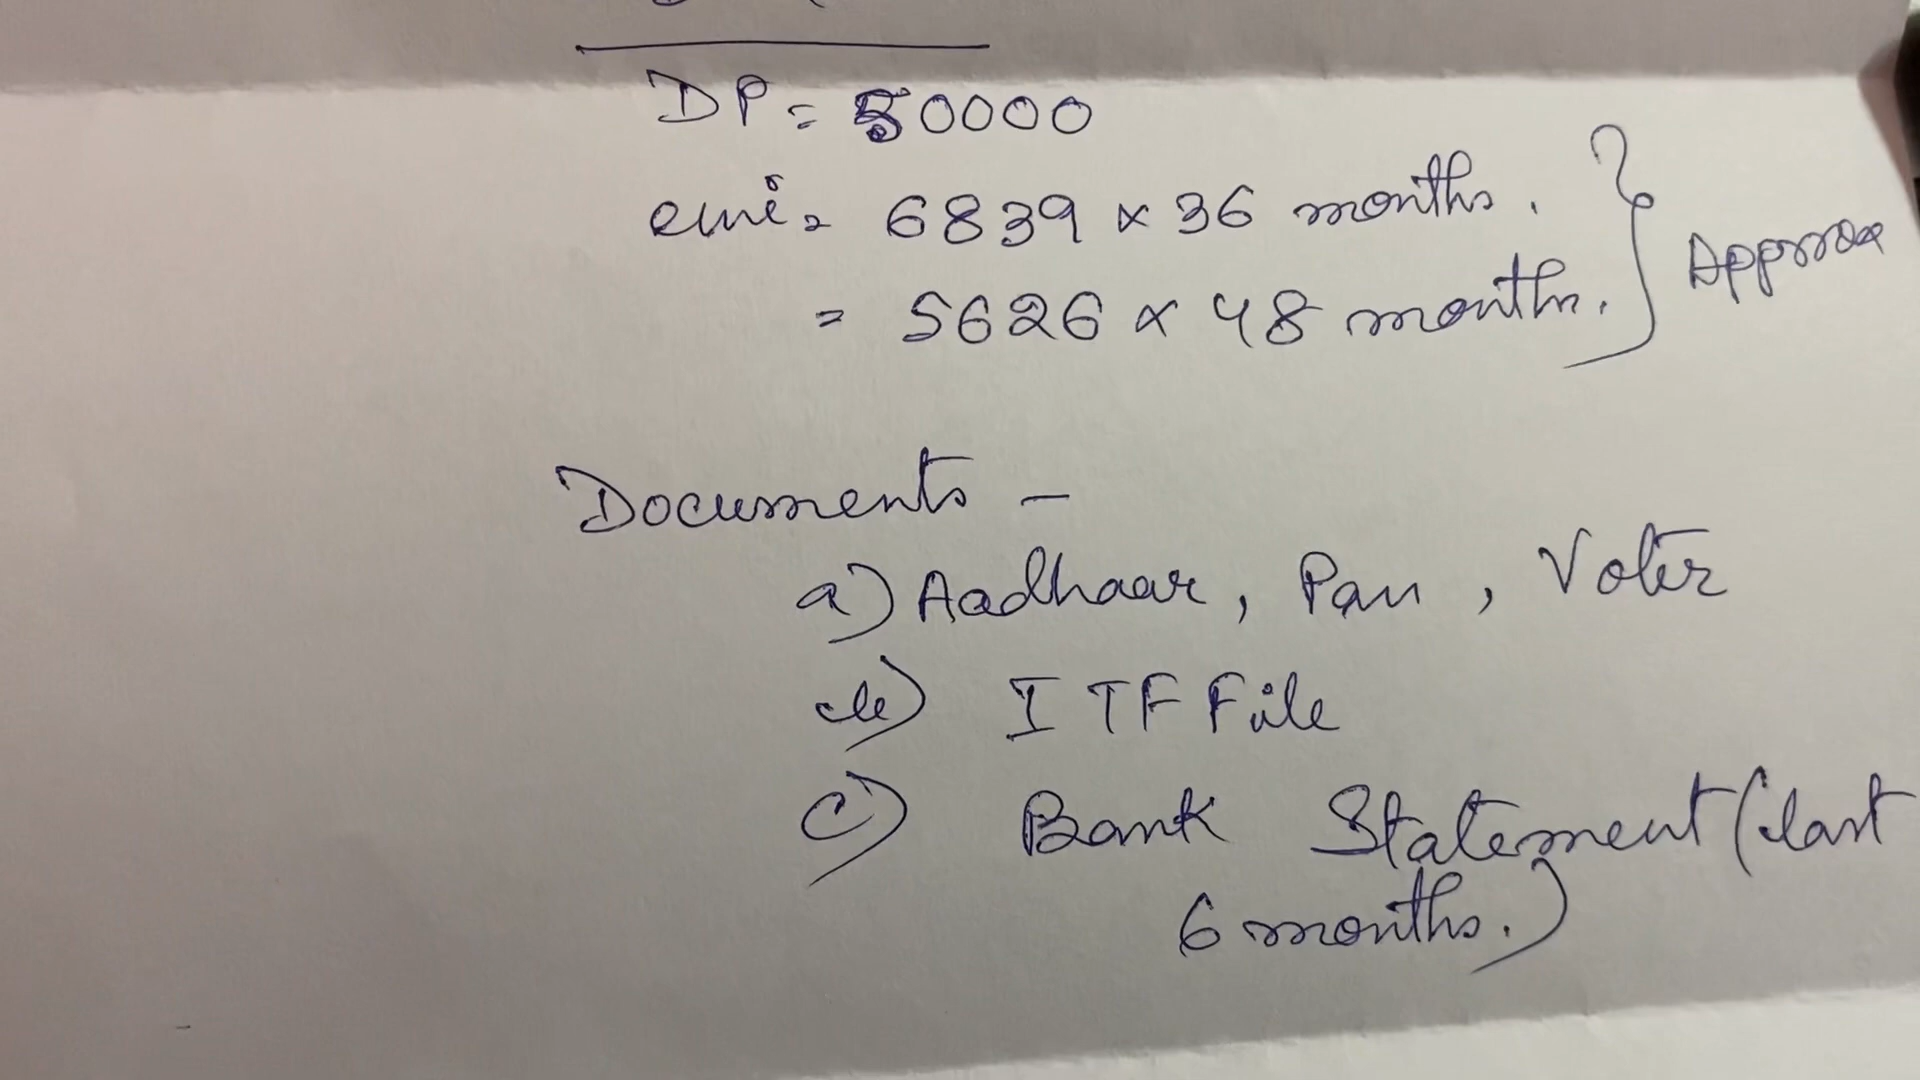 DP = 50000
emi = 6839 x 36 months.
= 5626 x 48 months. } Approx
Documents -
a) Aadhaar, Pan, Voter
b) ITF File
c) Bank Statement (last
6 months.)